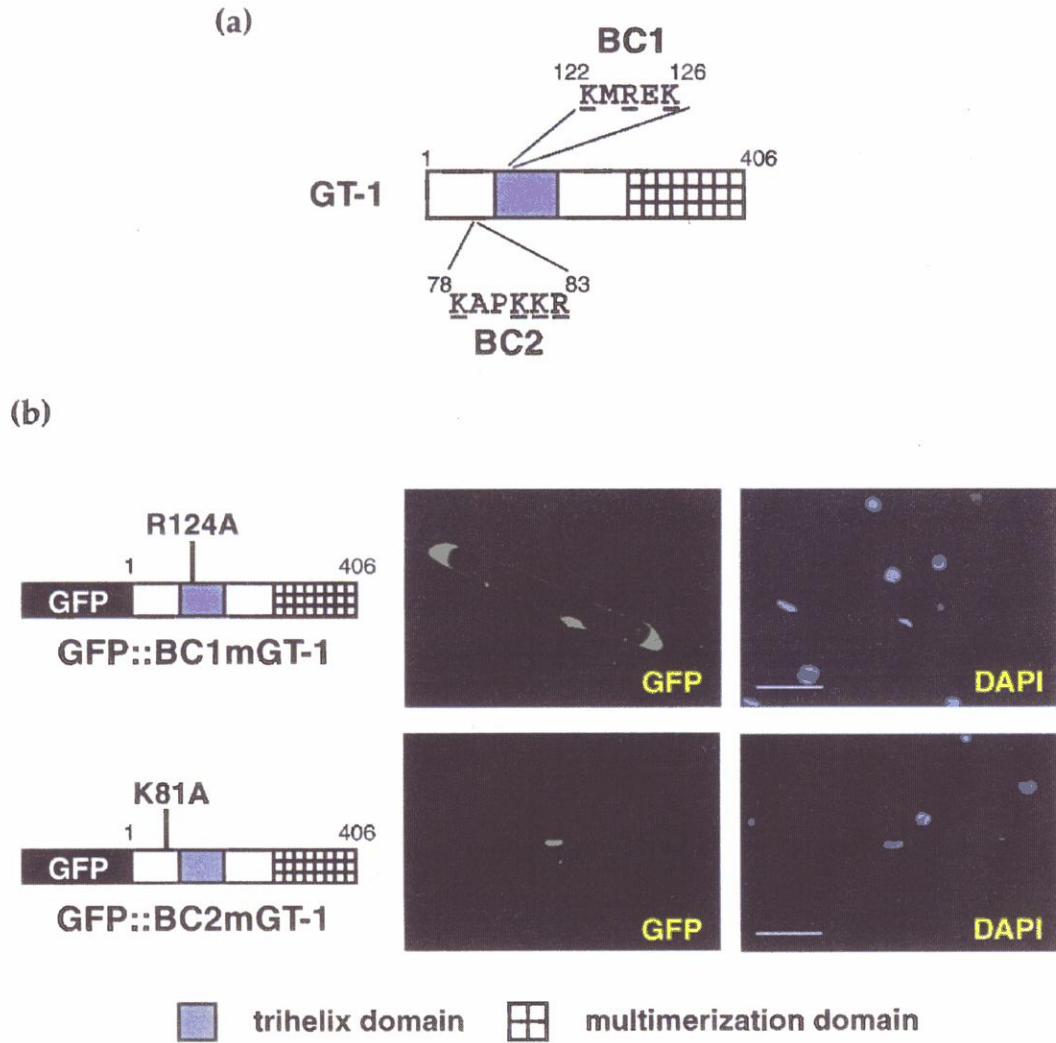 (a)
BC1
122 126
KMREK
1 406
GT-1
78 83
KAPKKR
BC2
(b)
R124A
1 406
GFP
GFP::BC1mGT-1
GFP
DAPI
K81A
1 406
GFP
GFP::BC2mGT-1
GFP
DAPI
trihelix domain
multimerization domain